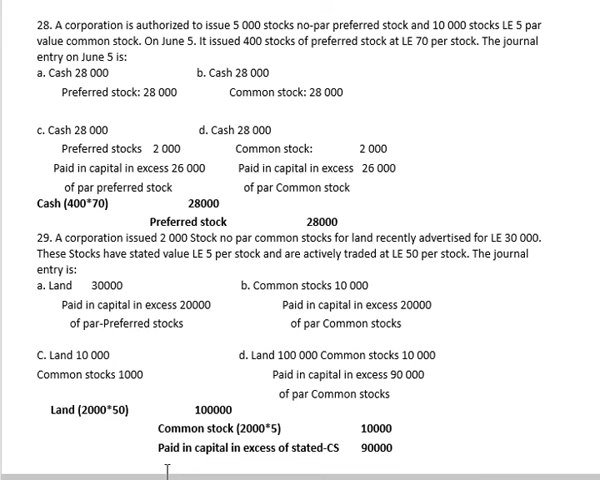 28. A corporation is authorized to issue 5 000 stocks no-par preferred stock and 10 000 stocks LE 5 par
value common stock. On June 5. It issued 400 stocks of preferred stock at LE 70 per stock. The journal
entry on June 5 is:
a. Cash 28 000 b. Cash 28 000
Preferred stock: 28 000 Common stock: 28 000
c. Cash 28 000 d. Cash 28 000
Preferred stocks 2 000 Common stock: 2 000
Paid in capital in excess 26 000 Paid in capital in excess 26 000
of par preferred stock of par Common stock
Cash (400*70) 28000
Preferred stock 28000
29. A corporation issued 2 000 Stock no par common stocks for land recently advertised for LE 30 000.
These Stocks have stated value LE 5 per stock and are actively traded at LE 50 per stock. The journal
entry is:
a. Land 30000 b. Common stocks 10 000
Paid in capital in excess 20000 Paid in capital in excess 20000
of par-Preferred stocks of par Common stocks
C. Land 10 000 d. Land 100 000 Common stocks 10 000
Common stocks 1000 Paid in capital in excess 90 000
of par Common stocks
Land (2000*50) 100000
Common stock (2000*5) 10000
Paid in capital in excess of stated-CS 90000